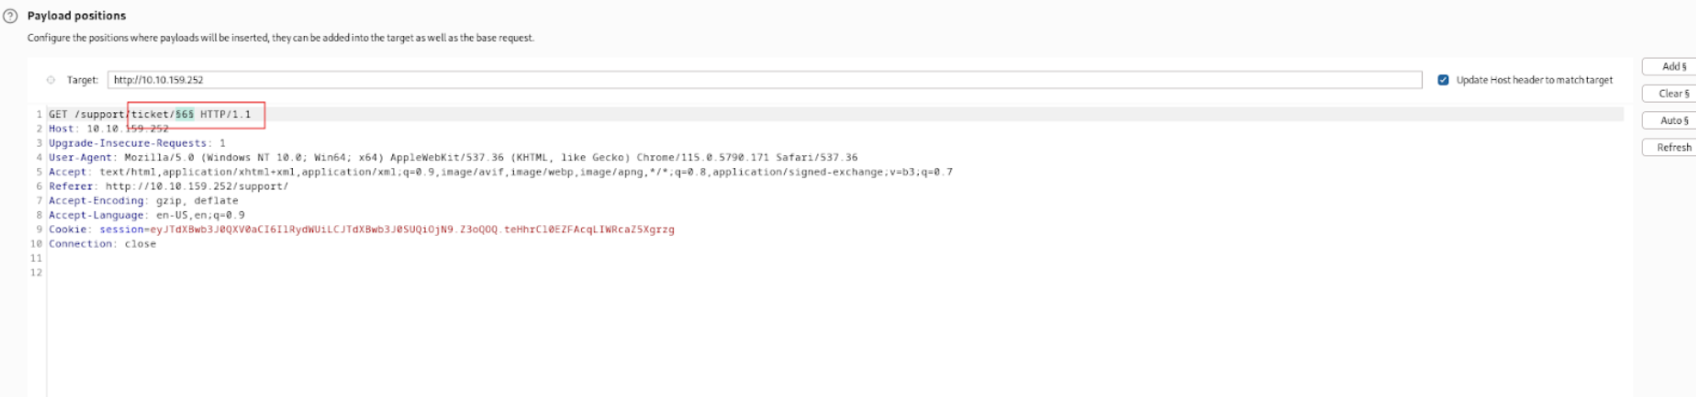 ? Payload positions
Configure the positions where payloads will be inserted, they can be added into the target as well as the base request.
Target: http://10.10.159.252 Update Host header to match target
Add §
Clear §
Auto §
Refresh
1 GET /support/ticket/§6§ HTTP/1.1
2 Host: 10.10.159.252
3 Upgrade-Insecure-Requests: 1
4 User-Agent: Mozilla/5.0 (Windows NT 10.0; Win64; x64) AppleWebKit/537.36 (KHTML, like Gecko) Chrome/115.0.5790.171 Safari/537.36
5 Accept: text/html,application/xhtml+xml,application/xml;q=0.9,image/avif,image/webp,image/apng,*/*;q=0.8,application/signed-exchange;v=b3;q=0.7
6 Referer: http://10.10.159.252/support/
7 Accept-Encoding: gzip, deflate
8 Accept-Language: en-US,en;q=0.9
9 Cookie: session=eyJTdXBwb3J0QXV0aCI6IlRydWUiLCJTdXBwb3J0SUQiOjN9.Z3oQOQ.teHhrCl0EZFAcqLIWRcaZ5Xgrzg
10 Connection: close
11
12